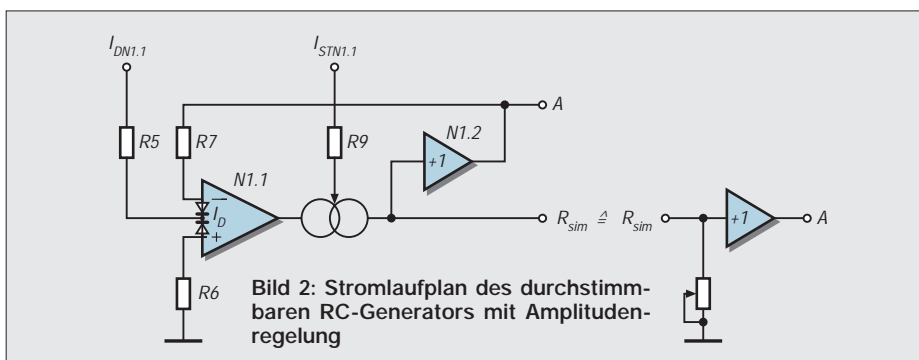 I_DN1.1
I_STN1.1
A
R5
R7
R9
N1.2
+1
N1.1
−
I_D
+
R_sim ≙ R_sim
+1
A
R6
Bild 2: Stromlaufplan des durchstimm-
baren RC-Generators mit Amplituden-
regelung